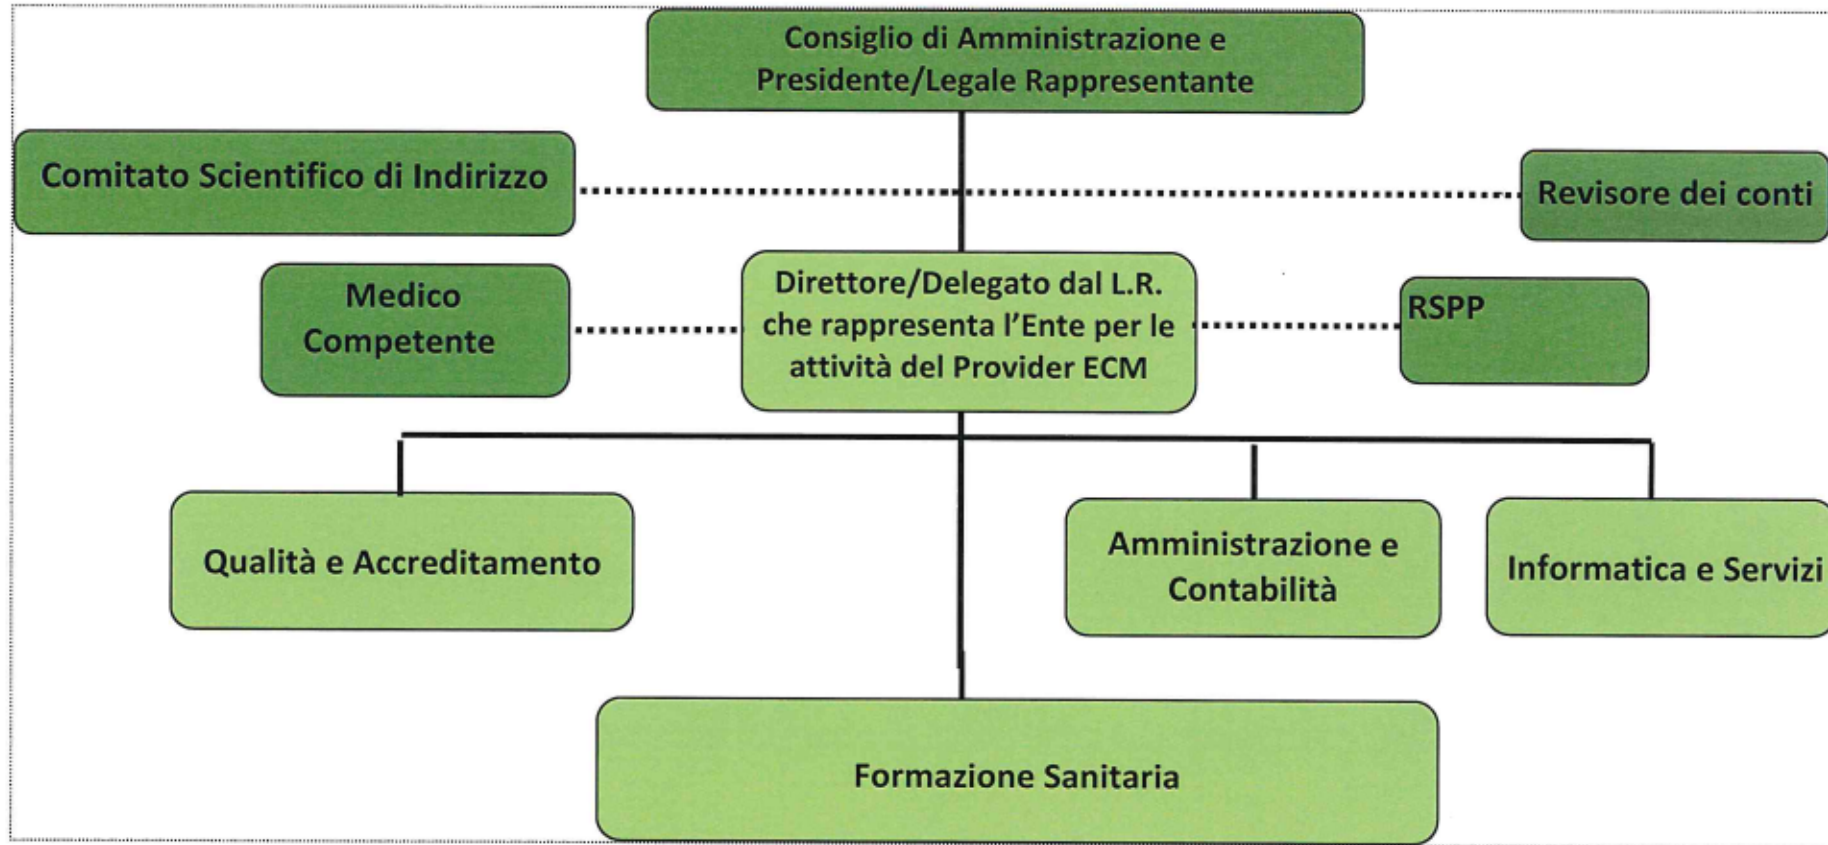 Consiglio di Amministrazione e
Presidente/Legale Rappresentante
Comitato Scientifico di Indirizzo
Revisore dei conti
Medico
Competente
Direttore/Delegato dal L.R.
che rappresenta l’Ente per le
attività del Provider ECM
RSPP
Qualità e Accreditamento
Amministrazione e
Contabilità
Informatica e Servizi
Formazione Sanitaria